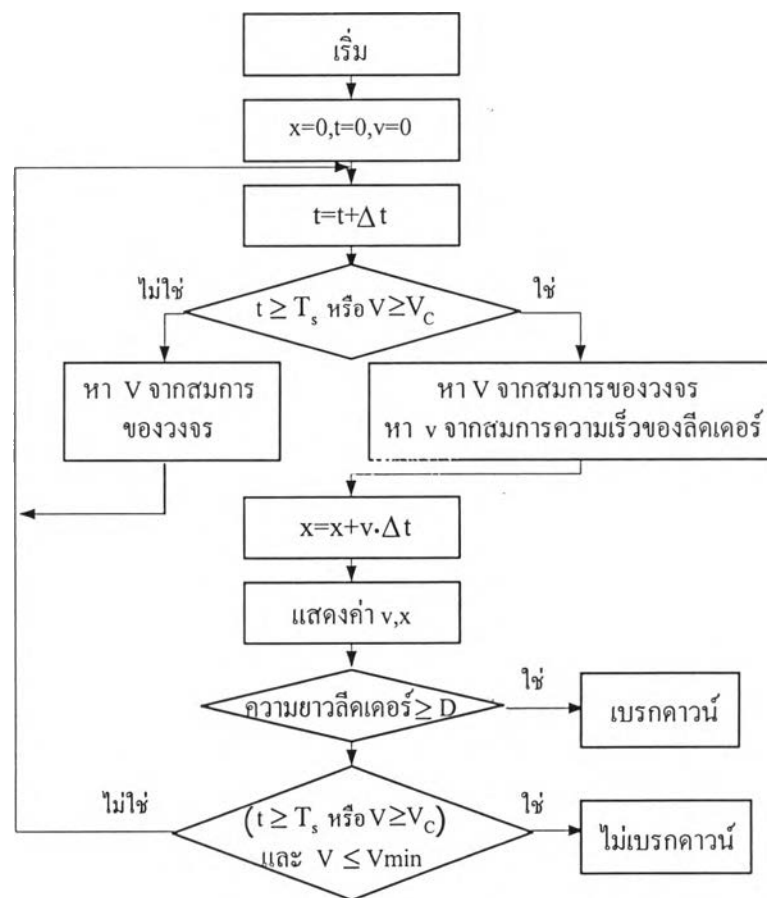 เริ่ม
x=0,t=0,v=0
t=t+Δt
ไม่ใช่
t ≥ Tₛ หรือ V≥V_C
ใช่
หา V จากสมการ
ของวงจร
หา V จากสมการของวงจร
หา v จากสมการความเร็วของลีดเดอร์
x=x+v·Δt
แสดงค่า v,x
ความยาวลีดเดอร์ ≥ D
ใช่
เบรกดาวน์
ไม่ใช่
(t ≥ Tₛ หรือ V≥V_C)
และ V ≤ Vmin
ใช่
ไม่เบรกดาวน์